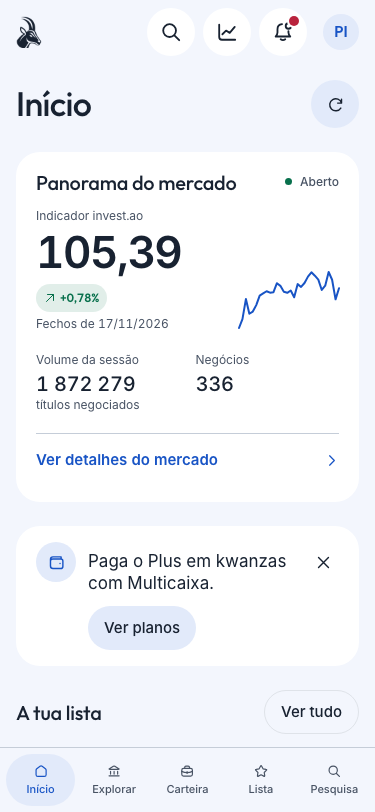 PI
Início
Panorama do mercado
Aberto
Indicador invest.ao
105,39
+0,78%
Fechos de 17/11/2026
Volume da sessão
Negócios
1 872 279
336
títulos negociados
Ver detalhes do mercado
Paga o Plus em kwanzas
com Multicaixa.
Ver planos
A tua lista
Ver tudo
Início
Explorar
Carteira
Lista
Pesquisa